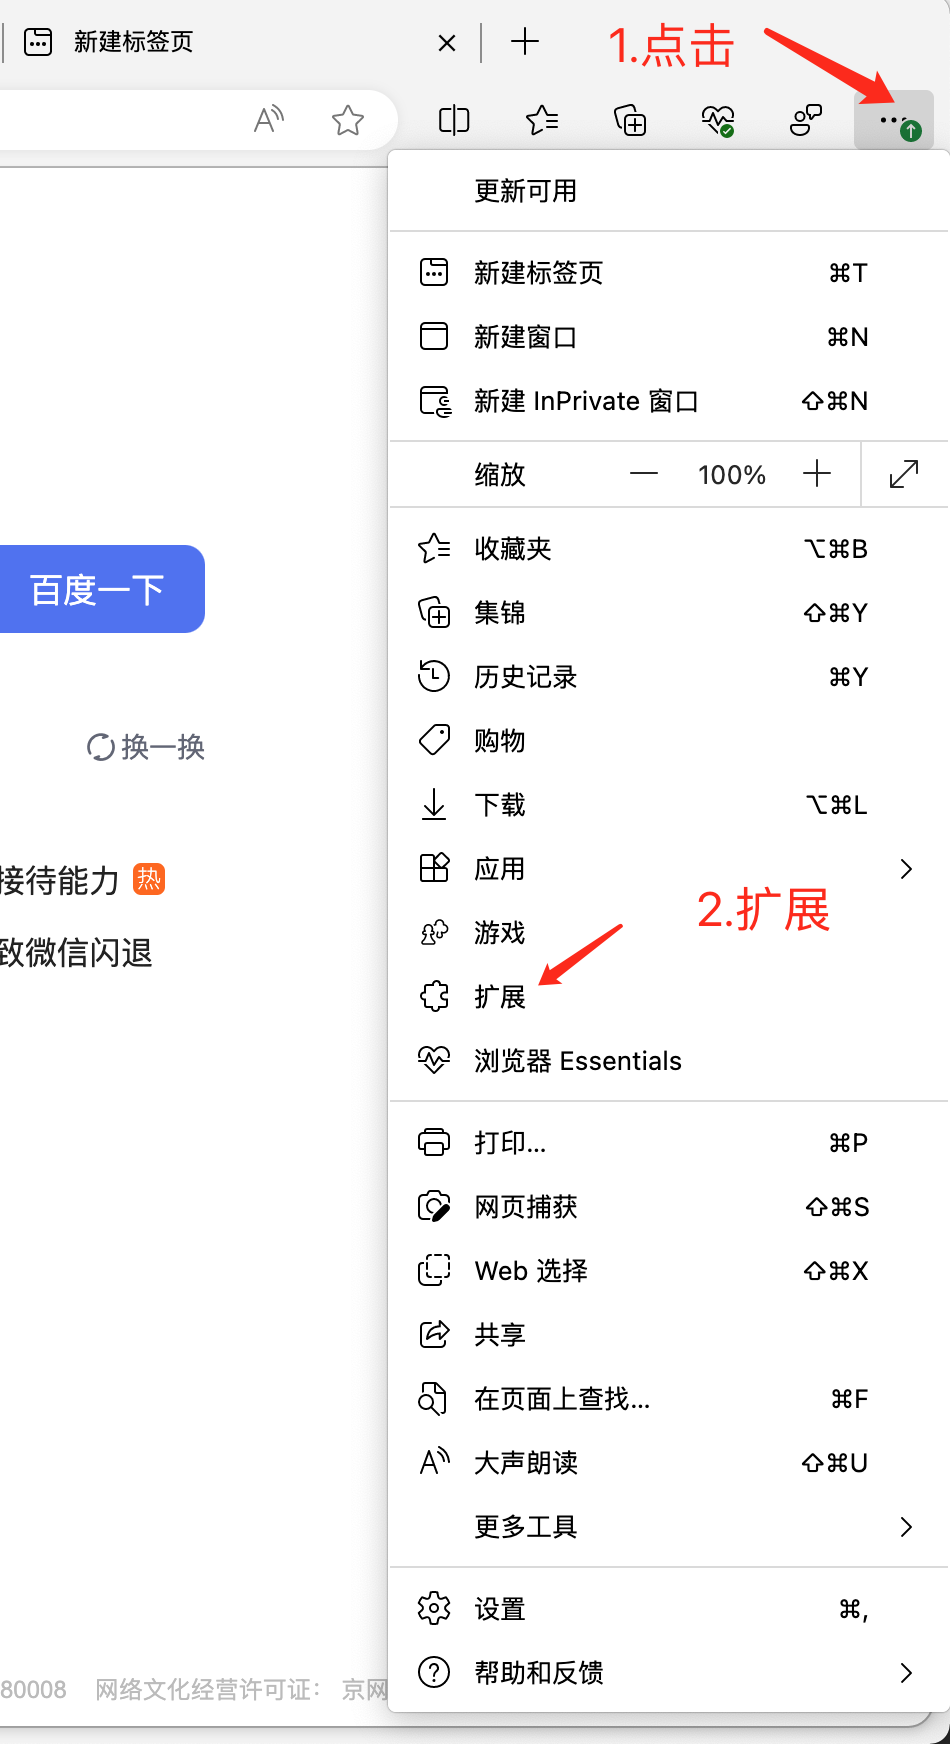 新建标签页
1.点击
更新可用
新建标签页 ⌘T
新建窗口 ⌘N
新建 InPrivate 窗口 ⇧⌘N
缩放 — 100% +
收藏夹 ⌥⌘B
百度一下
集锦 ⇧⌘Y
历史记录 ⌘Y
换一换
购物
下载 ⌥⌘L
应用
接待能力 热
2.扩展
游戏
致微信闪退
扩展
浏览器 Essentials
打印... ⌘P
网页捕获 ⇧⌘S
Web 选择 ⇧⌘X
共享
在页面上查找... ⌘F
大声朗读 ⇧⌘U
更多工具
设置 ⌘,
帮助和反馈
80008 网络文化经营许可证： 京网